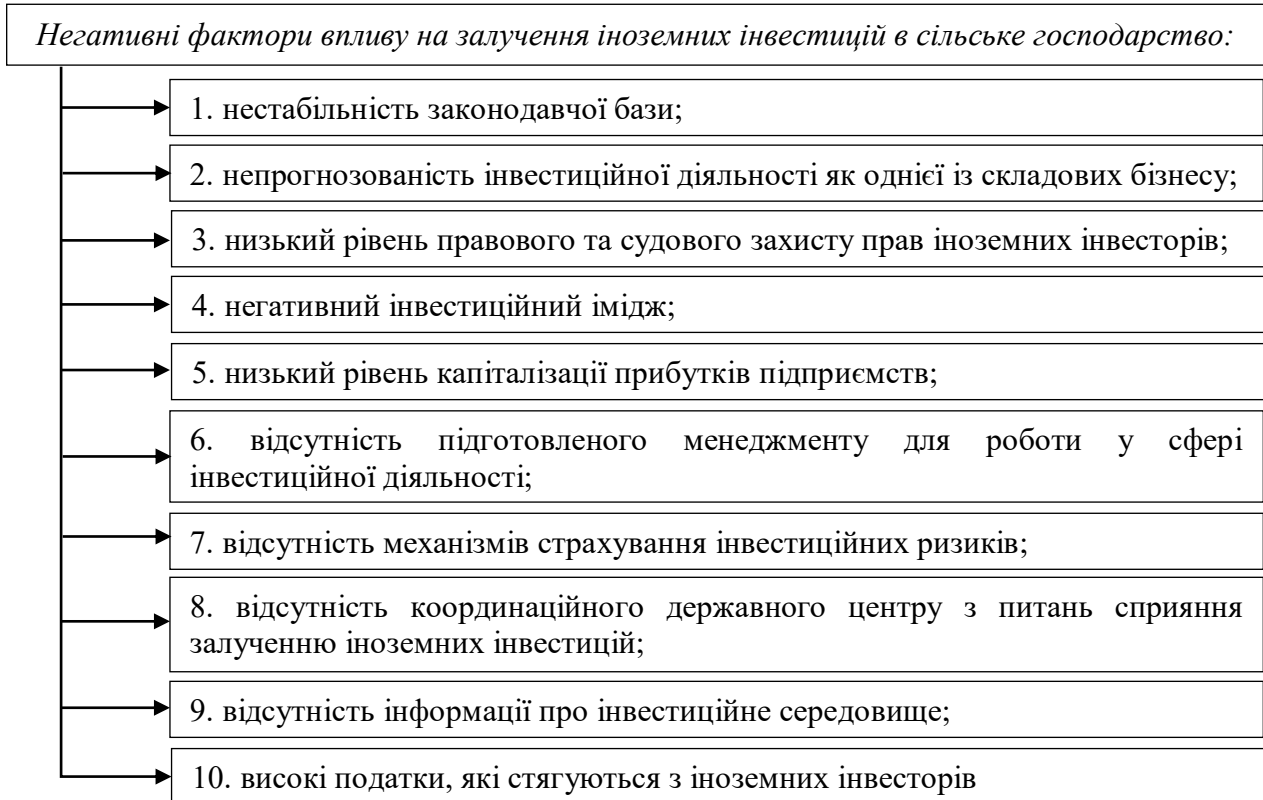 Негативні фактори впливу на залучення іноземних інвестицій в сільське господарство:
1. нестабільність законодавчої бази;
2. непрогнозованість інвестиційної діяльності як однієї із складових бізнесу;
3. низький рівень правового та судового захисту прав іноземних інвесторів;
4. негативний інвестиційний імідж;
5. низький рівень капіталізації прибутків підприємств;
6. відсутність підготовленого менеджменту для роботи у сфері
інвестиційної діяльності;
7. відсутність механізмів страхування інвестиційних ризиків;
8. відсутність координаційного державного центру з питань сприяння
залученню іноземних інвестицій;
9. відсутність інформації про інвестиційне середовище;
10. високі податки, які стягуються з іноземних інвесторів